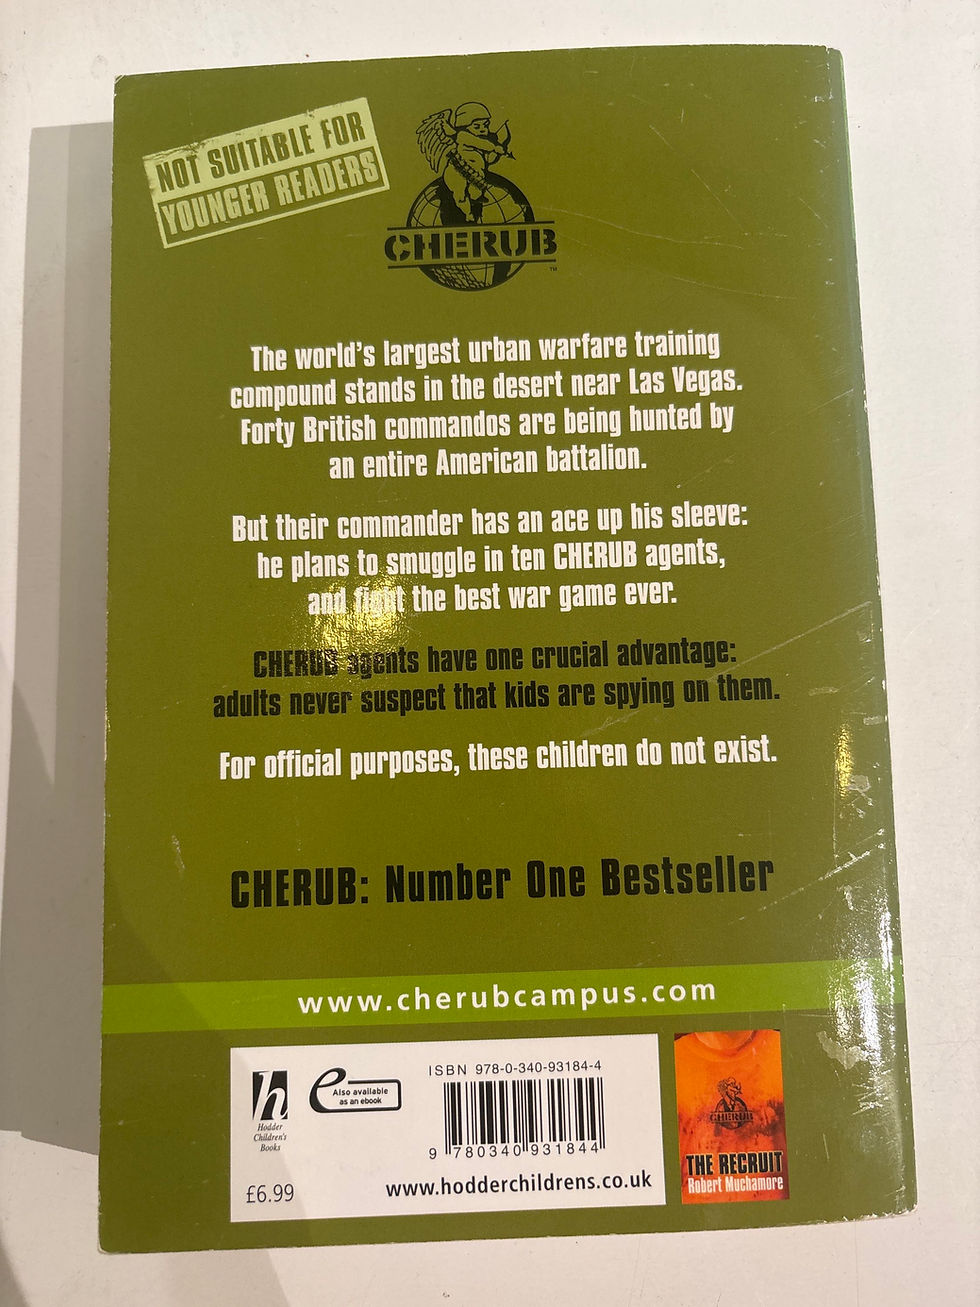 NOT SUITABLE FOR
YOUNGER READERS
CHERUB
TM
The world's largest urban warfare training
compound stands in the desert near Las Vegas.
Forty British commandos are being hunted by
an entire American battalion.
But their commander has an ace up his sleeve:
he plans to smuggle in ten CHERUB agents,
and fight the best war game ever.
CHERUB agents have one crucial advantage:
adults never suspect that kids are spying on them.
For official purposes, these children do not exist.
CHERUB: Number One Bestseller
www.cherubcampus.com
h
Hodder
Children's
Books
e
Also available
as an ebook
ISBN 978-0-340-93184-4
9 780340 931844
£6.99
www.hodderchildrens.co.uk
CHERUB
THE RECRUIT
Robert Muchamore